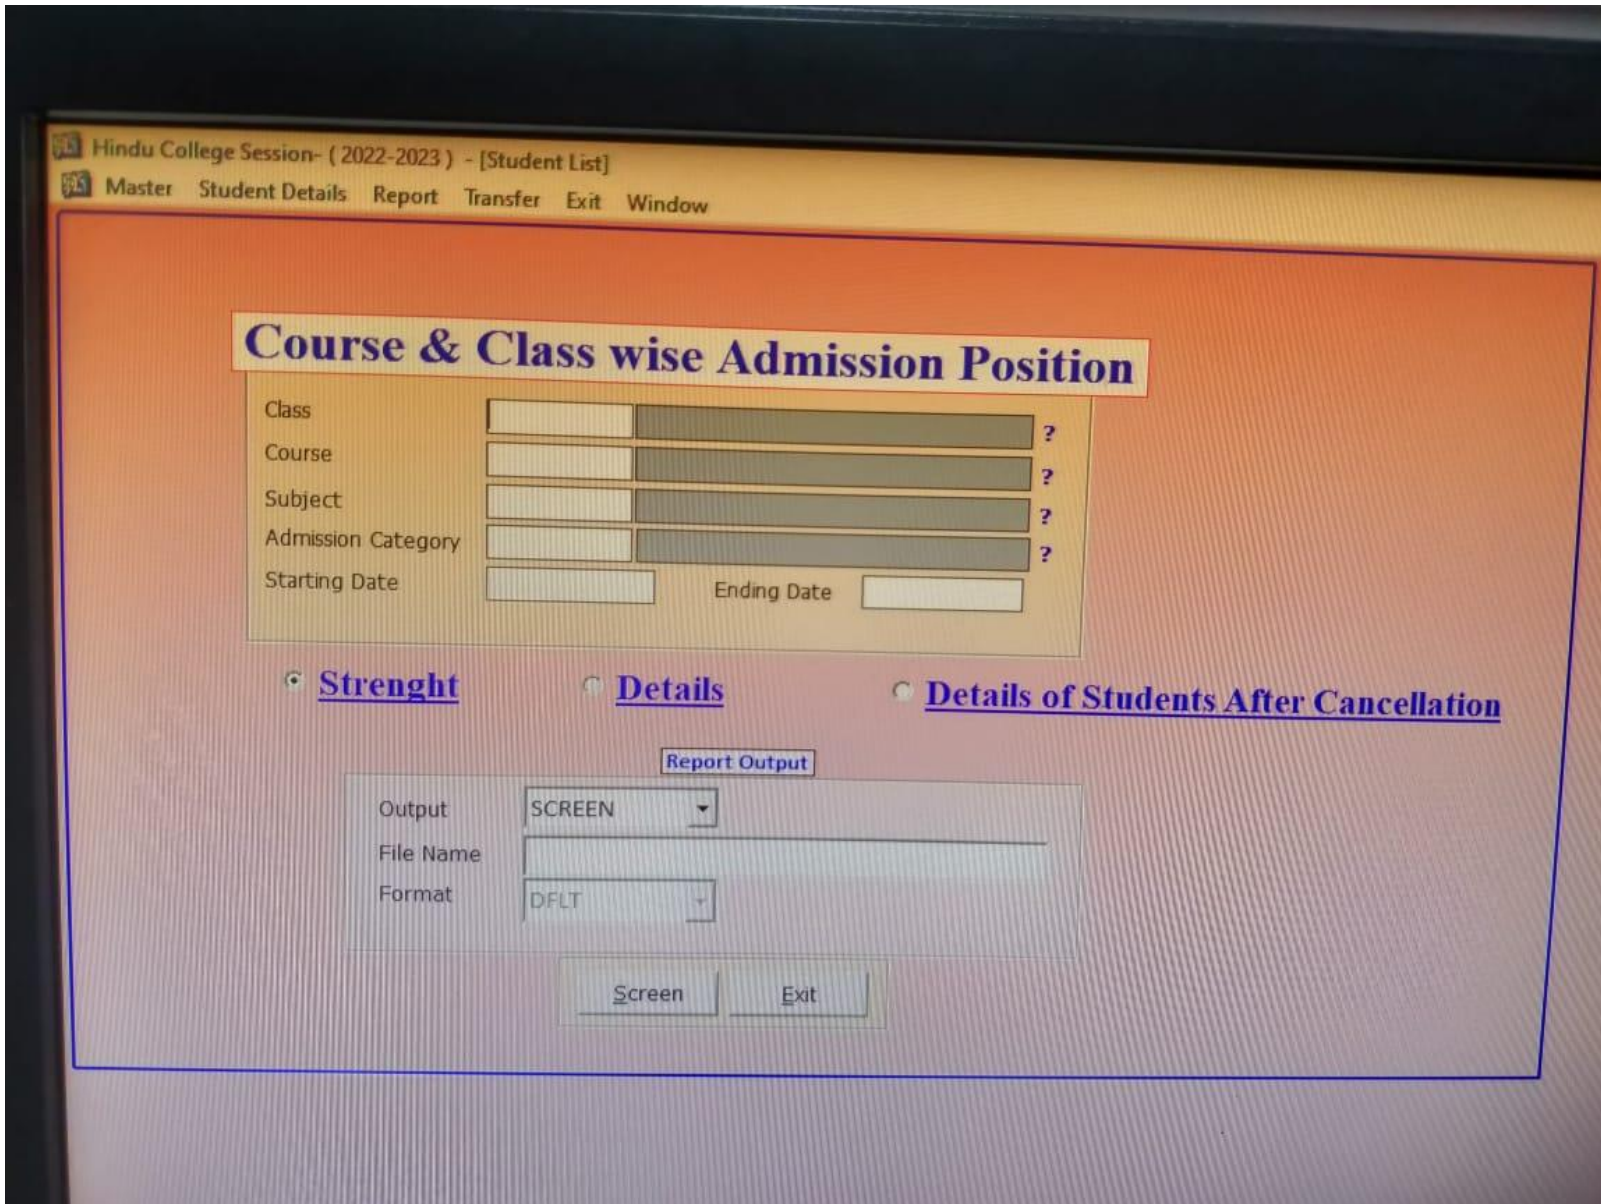 Hindu College Session- ( 2022-2023 ) - [Student List]
Master Student Details Report Transfer Exit Window
Course & Class wise Admission Position
Class ?
Course ?
Subject ?
Admission Category ?
Starting Date Ending Date
Strenght Details Details of Students After Cancellation
Report Output
Output SCREEN
File Name
Format DFLT
Screen Exit